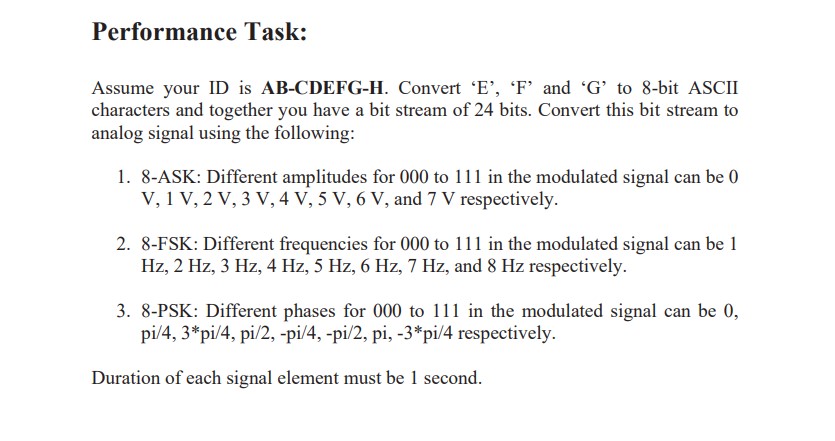 Performance Task:
Assume your ID is AB-CDEFG-H. Convert ‘E’, ‘F’ and ‘G’ to 8-bit ASCII
characters and together you have a bit stream of 24 bits. Convert this bit stream to
analog signal using the following:
1. 8-ASK: Different amplitudes for 000 to 111 in the modulated signal can be 0
V, 1 V, 2 V, 3 V, 4 V, 5 V, 6 V, and 7 V respectively.
2. 8-FSK: Different frequencies for 000 to 111 in the modulated signal can be 1
Hz, 2 Hz, 3 Hz, 4 Hz, 5 Hz, 6 Hz, 7 Hz, and 8 Hz respectively.
3. 8-PSK: Different phases for 000 to 111 in the modulated signal can be 0,
pi/4, 3*pi/4, pi/2, -pi/4, -pi/2, pi, -3*pi/4 respectively.
Duration of each signal element must be 1 second.